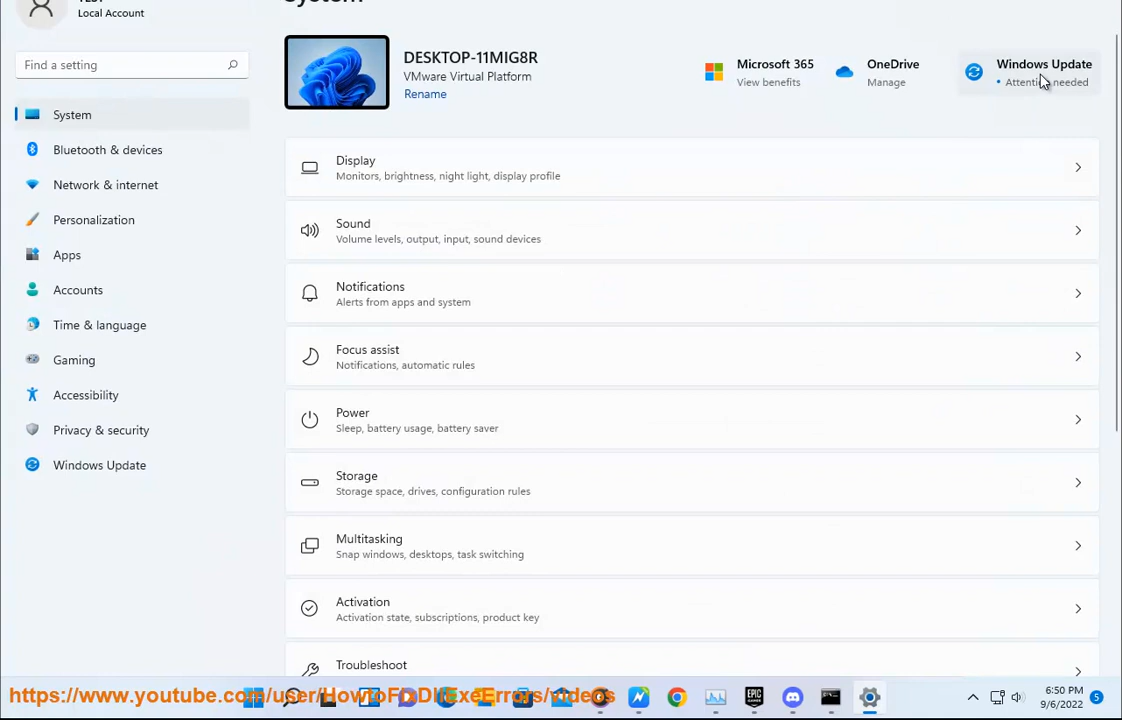 Local Account
Find a setting
System
Bluetooth & devices
Network & internet
Personalization
Apps
Accounts
Time & language
Gaming
Accessibility
Privacy & security
Windows Update
System
DESKTOP-11MIG8R
VMware Virtual Platform
Rename
Microsoft 365
View benefits
OneDrive
Manage
Windows Update
• Attention needed
Display
Monitors, brightness, night light, display profile
Sound
Volume levels, output, input, sound devices
Notifications
Alerts from apps and system
Focus assist
Notifications, automatic rules
Power
Sleep, battery usage, battery saver
Storage
Storage space, drives, configuration rules
Multitasking
Snap windows, desktops, task switching
Activation
Activation state, subscriptions, product key
Troubleshoot
https://www.youtube.com/user/HowtoFixDllExeErrors/videos
EPIC
GAMES
6:50 PM
9/6/2022
5